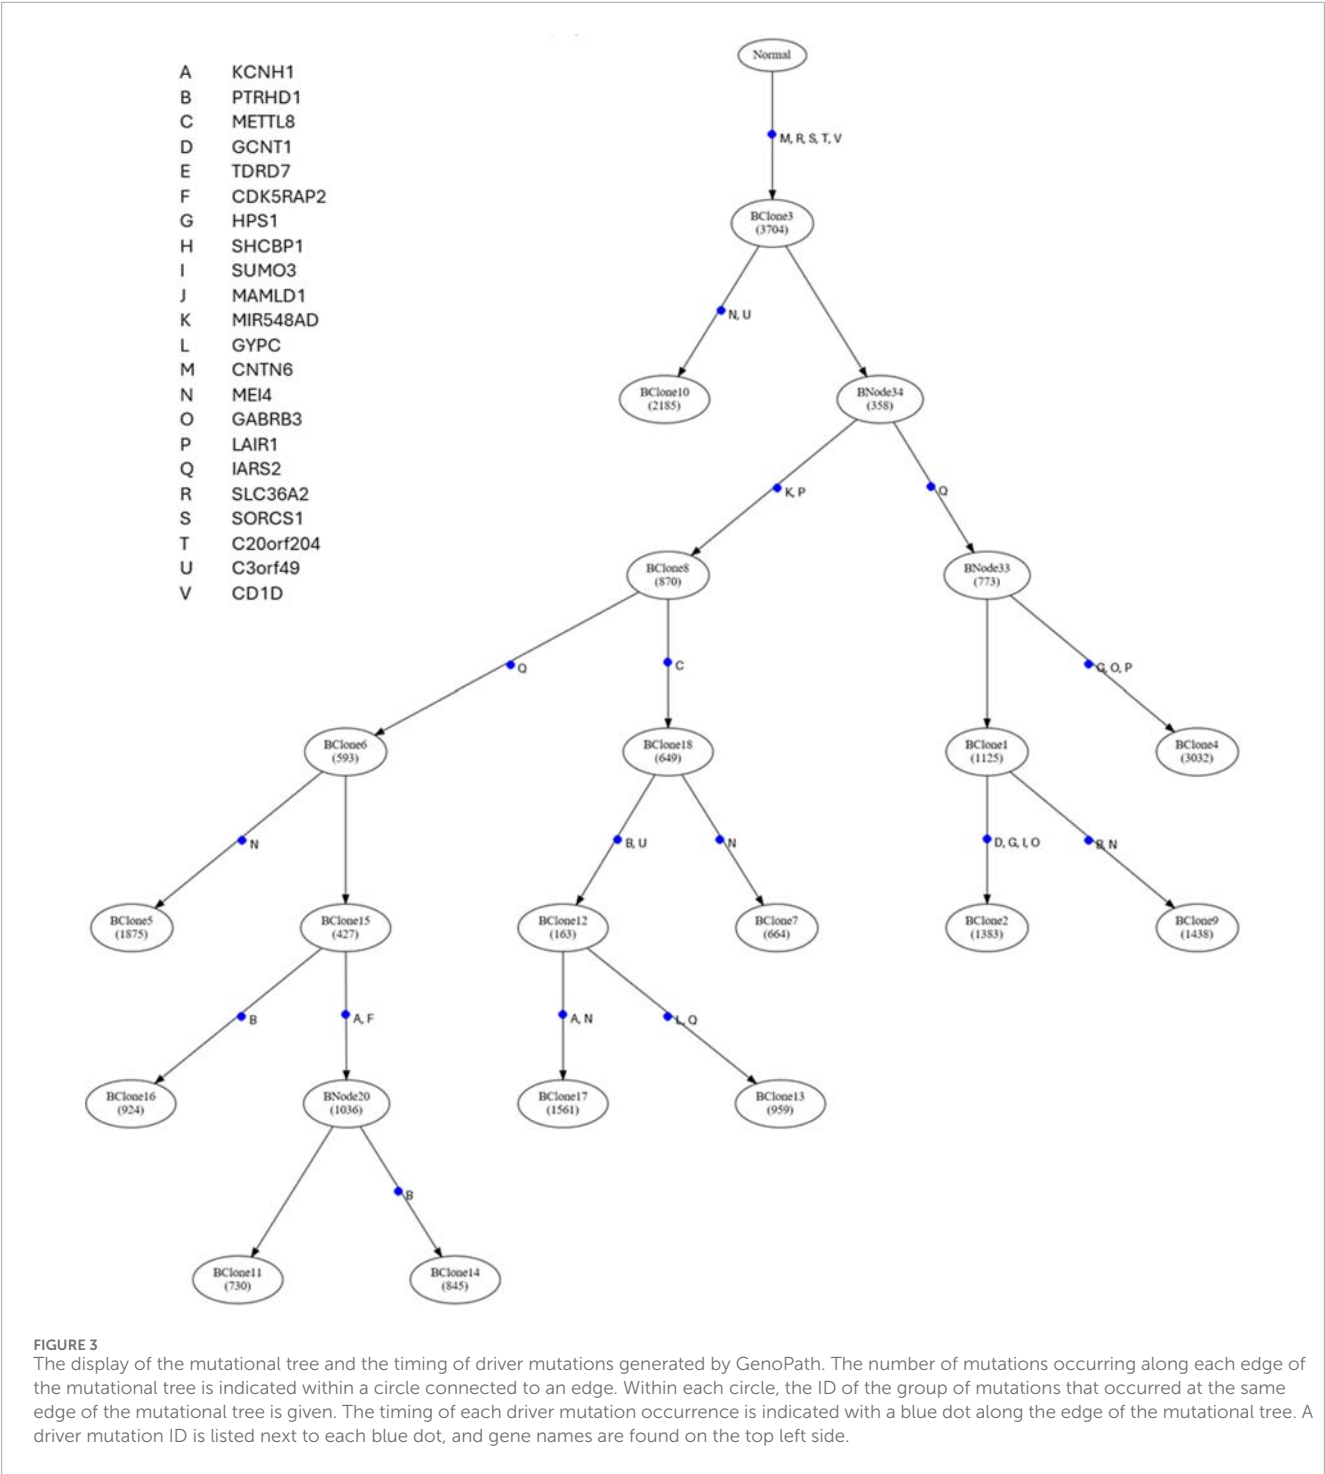 A KCNH1
B PTRHD1
C METTL8
D GCNT1
E TDRD7
F CDK5RAP2
G HPS1
H SHCBP1
I SUMO3
J MAMLD1
K MIR548AD
L GYPC
M CNTN6
N MEI4
O GABRB3
P LAIR1
Q IARS2
R SLC36A2
S SORCS1
T C20orf204
U C3orf49
V CD1D
Normal
M, R, S, T, V
BClone3
(3704)
N, U
BClone10
(2185)
BNode34
(358)
K, P
Q
BClone8
(870)
BNode33
(773)
Q
C
G, O, P
BClone6
(593)
BClone18
(649)
BClone1
(1125)
BClone4
(3032)
N
B, U
N
D, G, I, O
B, N
BClone5
(1875)
BClone15
(427)
BClone12
(163)
BClone7
(664)
BClone2
(1383)
BClone9
(1438)
B
A, F
A, N
L, Q
BClone16
(924)
BNode20
(1036)
BClone17
(1561)
BClone13
(959)
B
BClone11
(730)
BClone14
(845)
FIGURE 3
The display of the mutational tree and the timing of driver mutations generated by GenoPath. The number of mutations occurring along each edge of
the mutational tree is indicated within a circle connected to an edge. Within each circle, the ID of the group of mutations that occurred at the same
edge of the mutational tree is given. The timing of each driver mutation occurrence is indicated with a blue dot along the edge of the mutational tree. A
driver mutation ID is listed next to each blue dot, and gene names are found on the top left side.